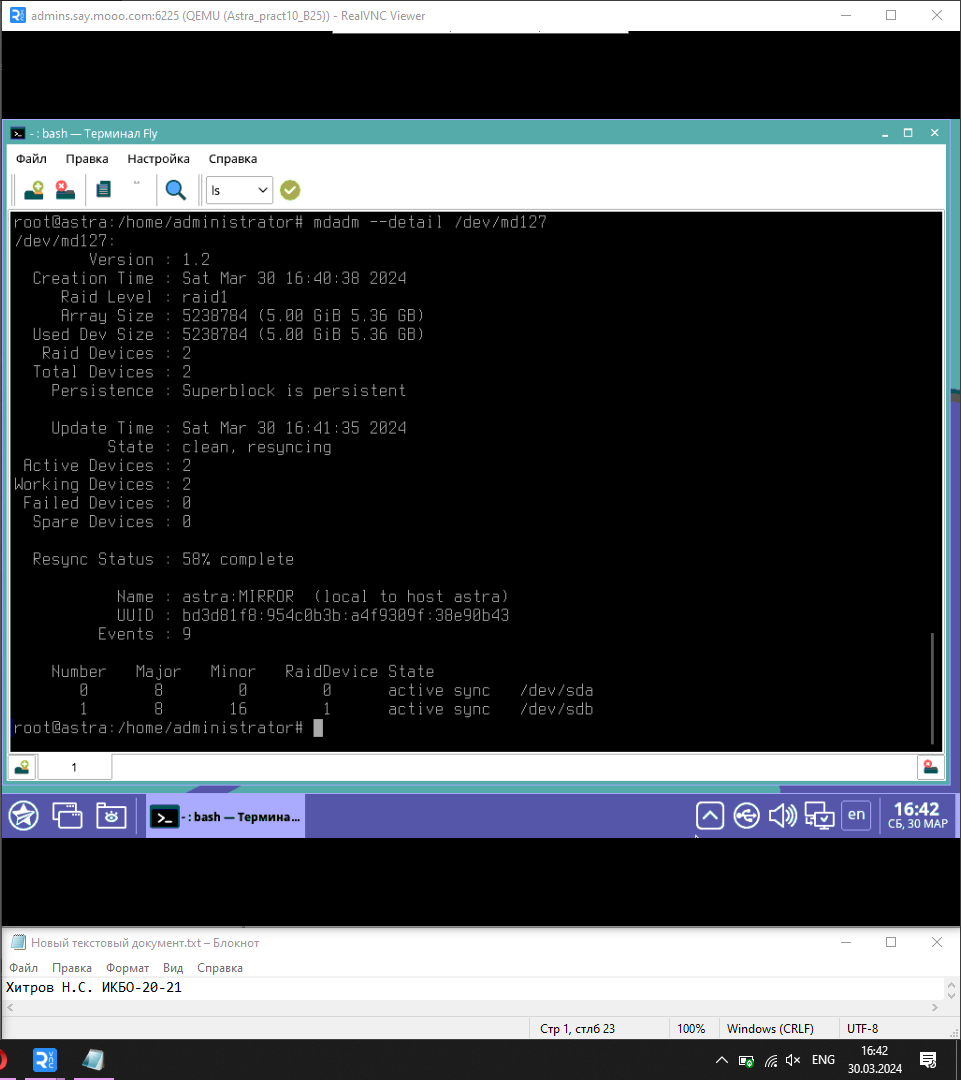 admins.say.mooo.com:6225 (QEMU (Astra_pract10_B25)) - RealVNC Viewer
- : bash — Терминал Fly
Файл Правка Настройка Справка
ls
root@astra:/home/administrator# mdadm --detail /dev/md127
/dev/md127:
Version : 1.2
Creation Time : Sat Mar 30 16:40:38 2024
Raid Level : raid1
Array Size : 5238784 (5.00 GiB 5.36 GB)
Used Dev Size : 5238784 (5.00 GiB 5.36 GB)
Raid Devices : 2
Total Devices : 2
Persistence : Superblock is persistent
Update Time : Sat Mar 30 16:41:35 2024
State : clean, resyncing
Active Devices : 2
Working Devices : 2
Failed Devices : 0
Spare Devices : 0
Resync Status : 58% complete
Name : astra:MIRROR (local to host astra)
UUID : bd3d81f8:954c0b3b:a4f9309f:38e90b43
Events : 9
Number Major Minor RaidDevice State
0 8 0 0 active sync /dev/sda
1 8 16 1 active sync /dev/sdb
root@astra:/home/administrator#
1
- : bash — Термина...
en
16:42
СБ, 30 МАР
Новый текстовый документ.txt – Блокнот
Файл Правка Формат Вид Справка
Хитров Н.С. ИКБО-20-21
Стр 1, стлб 23 100% Windows (CRLF) UTF-8
ENG
16:42
30.03.2024